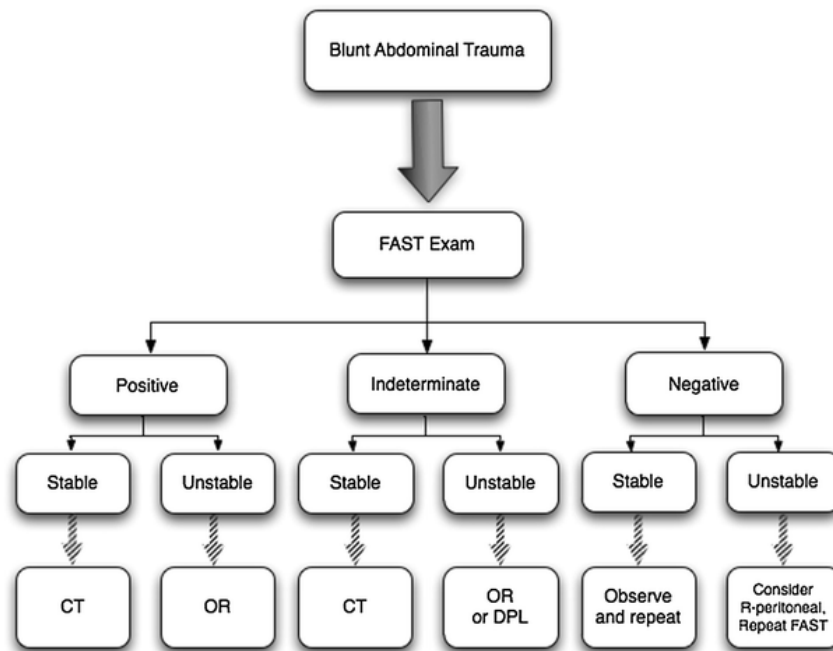 Blunt Abdominal Trauma
FAST Exam
Positive
Indeterminate
Negative
Stable
Unstable
Stable
Unstable
Stable
Unstable
CT
OR
CT
OR
or DPL
Observe
and repeat
Consider
R-peritoneal,
Repeat FAST